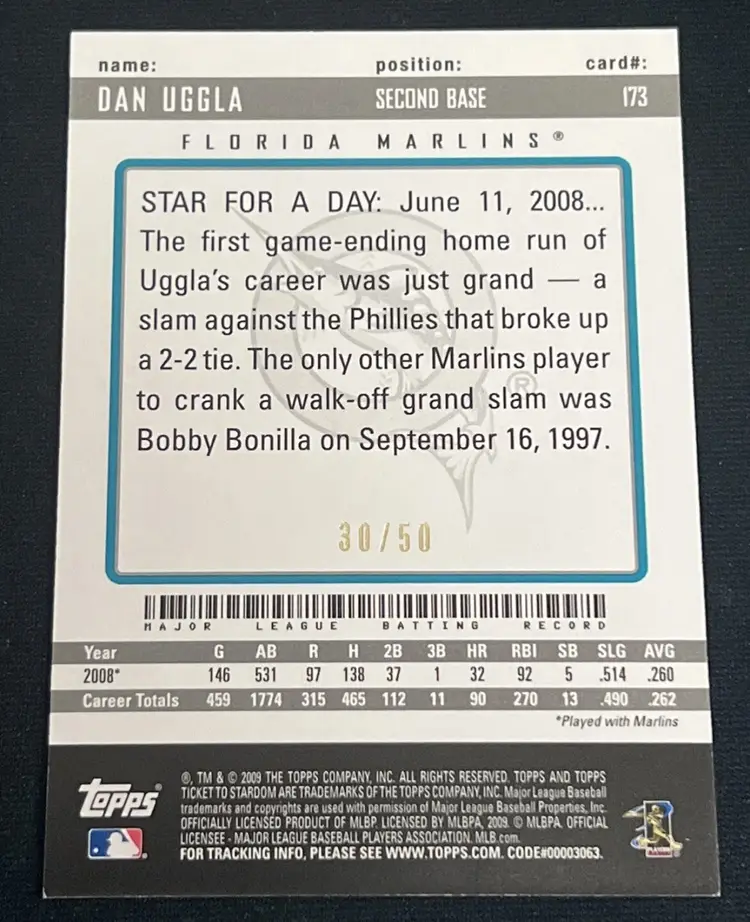 name: position: card#:
DAN UGGLA SECOND BASE 173
FLORIDA MARLINS®
STAR FOR A DAY: June 11, 2008...
The first game-ending home run of
Uggla's career was just grand — a
slam against the Phillies that broke up
a 2-2 tie. The only other Marlins player
to crank a walk-off grand slam was
Bobby Bonilla on September 16, 1997.
®
30/50
MAJOR LEAGUE BATTING RECORD
Year G AB R H 2B 3B HR RBI SB SLG AVG
2008* 146 531 97 138 37 1 32 92 5 .514 .260
Career Totals 459 1774 315 465 112 11 90 270 13 .490 .262
*Played with Marlins
Topps®
®, TM & © 2009 THE TOPPS COMPANY, INC. ALL RIGHTS RESERVED. TOPPS AND TOPPS
TICKET TO STARDOM ARE TRADEMARKS OF THE TOPPS COMPANY, INC. Major League Baseball
trademarks and copyrights are used with permission of Major League Baseball Properties, Inc.
OFFICIALLY LICENSED PRODUCT OF MLBP. LICENSED BY MLBPA, 2009. © MLBPA. OFFICIAL
LICENSEE - MAJOR LEAGUE BASEBALL PLAYERS ASSOCIATION. MLB.com.
FOR TRACKING INFO, PLEASE SEE WWW.TOPPS.COM. CODE#00003063.